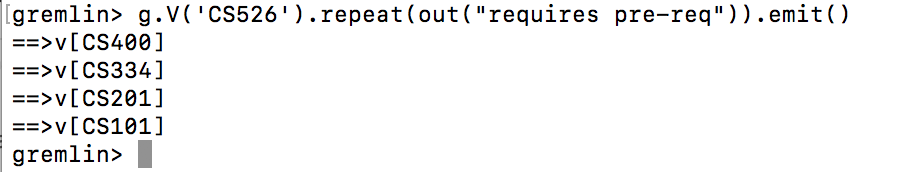 [gremlin> g.V('CS526').repeat(out("requires pre-req")).emit()
==>v[CS400]
==>v[CS334]
==>v[CS201]
==>v[CS101]
gremlin>